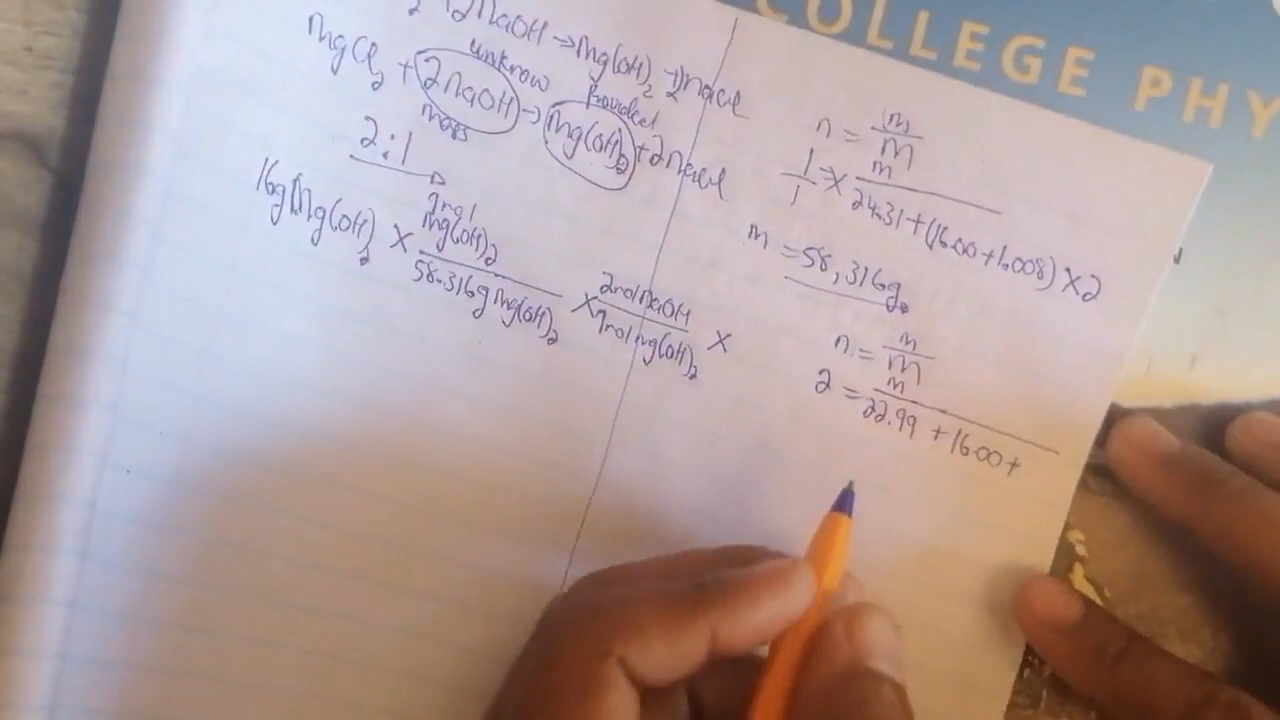 COLLEGE PHY
2NaOH → Mg(OH)₂ + 2NaCl
unknow
Provided
MgCl₂ + 2NaOH → Mg(OH)₂ + 2NaCl
mass
2:1
16g Mg(OH)₂ × 1mol Mg(OH)₂ / 58.316g Mg(OH)₂ × 2mol NaOH / 1mol Mg(OH)₂ ×
n = m / M
1 / 1 = × m / 24.31 + (16.00 + 1.008) × 2
m = 58,316g.
n = m / M
2 = m / 22.99 + 16.00 +